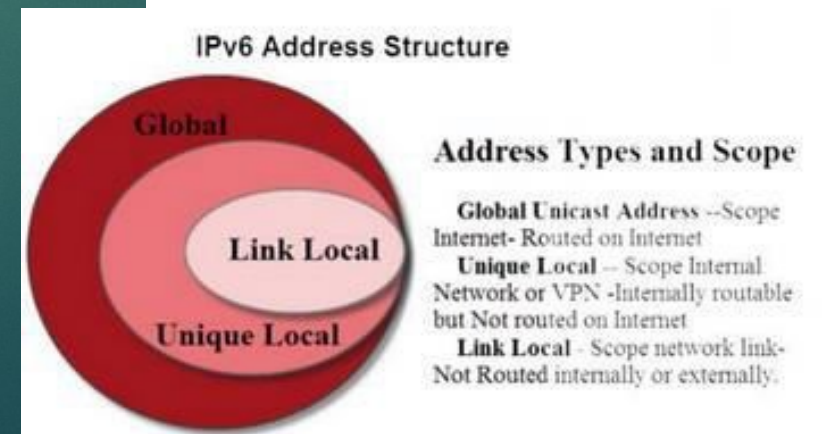 IPv6 Address Structure
Global
Link Local
Unique Local
Address Types and Scope
Global Unicast Address --Scope
Internet- Routed on Internet
Unique Local -- Scope Internal
Network or VPN -Internally routable
but Not routed on Internet
Link Local - Scope network link-
Not Routed internally or externally.